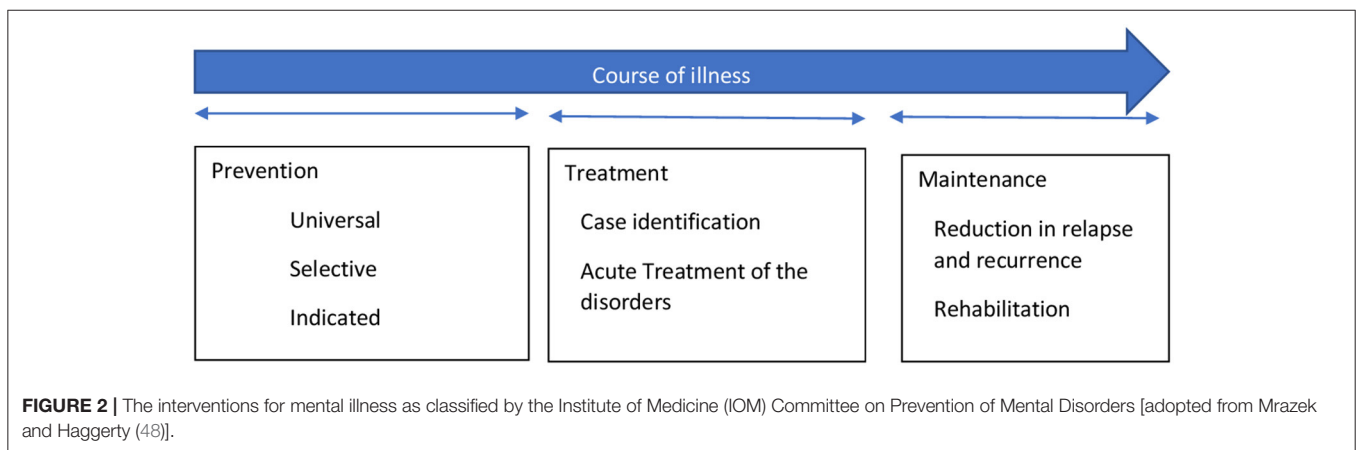 Course of illness
Prevention
Universal
Selective
Indicated
Treatment
Case identification
Acute Treatment of the
disorders
Maintenance
Reduction in relapse
and recurrence
Rehabilitation
FIGURE 2 | The interventions for mental illness as classified by the Institute of Medicine (IOM) Committee on Prevention of Mental Disorders [adopted from Mrazek
and Haggerty (48)].